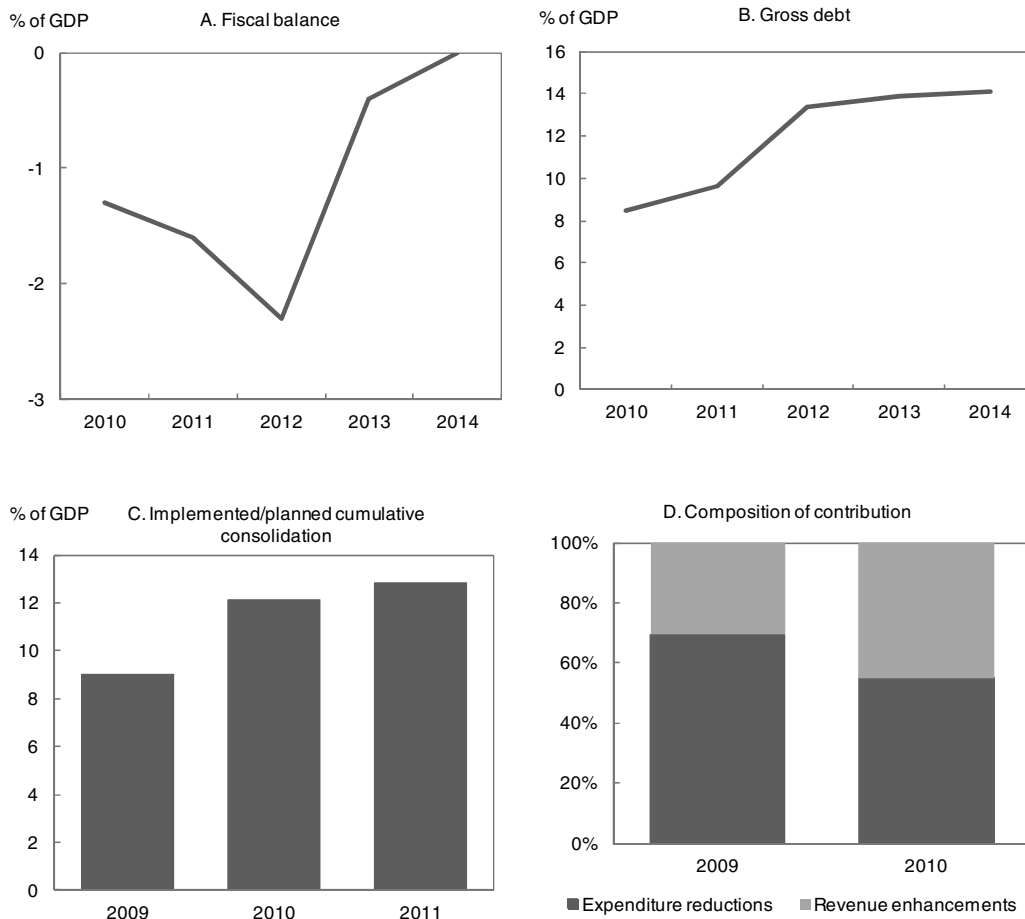 % of GDP
A. Fiscal balance
0
-1
-2
-3
2010 2011 2012 2013 2014
% of GDP
B. Gross debt
16
14
12
10
8
6
4
2
0
2010 2011 2012 2013 2014
% of GDP
C. Implemented/planned cumulative
consolidation
14
12
10
8
6
4
2
0
2009 2010 2011
D. Composition of contribution
100%
80%
60%
40%
20%
0%
2009 2010
Expenditure reductions Revenue enhancements